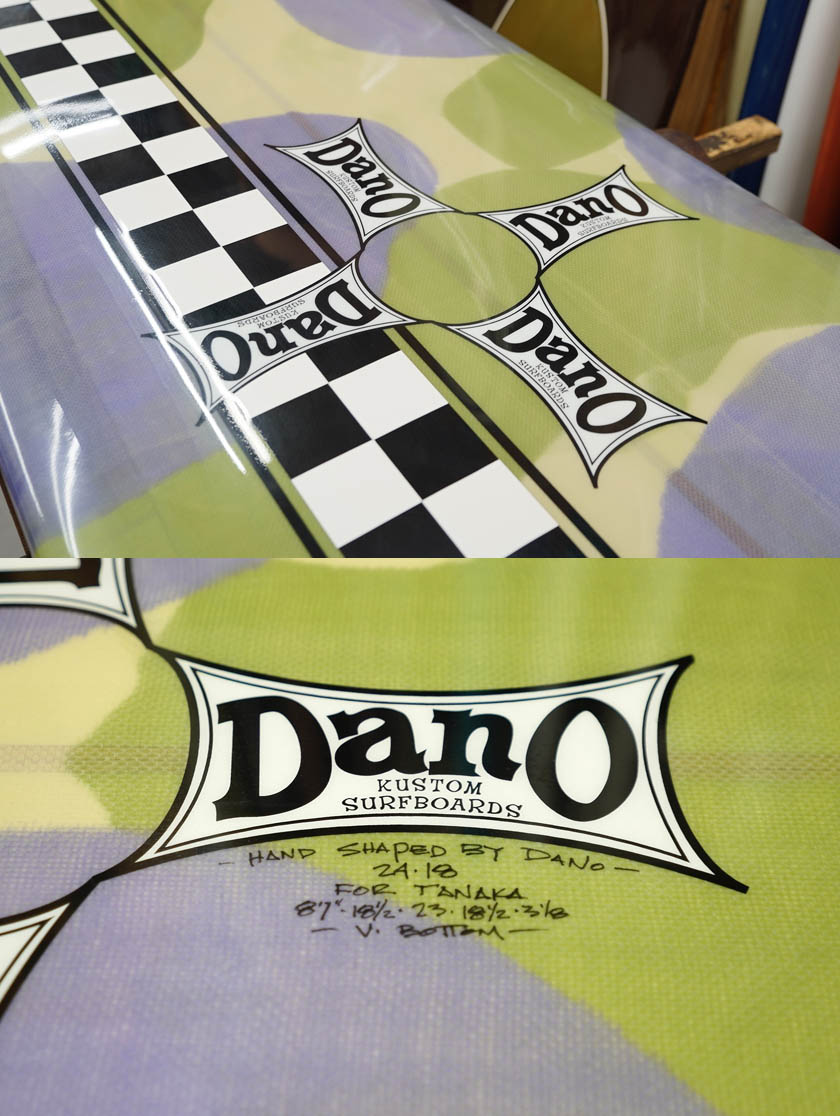 DanO
KUSTOM
SURFBOARDS
DanO
KUSTOM
SURFBOARDS
DanO
KUSTOM
SURFBOARDS
DanO
KUSTOM
SURFBOARDS
DanO
KUSTOM
SURFBOARDS
- HAND SHAPED BY DANO -
24·18
FOR TANAKA
8'7"·18½·23·18½·3⅛
- V. BOTTOM -